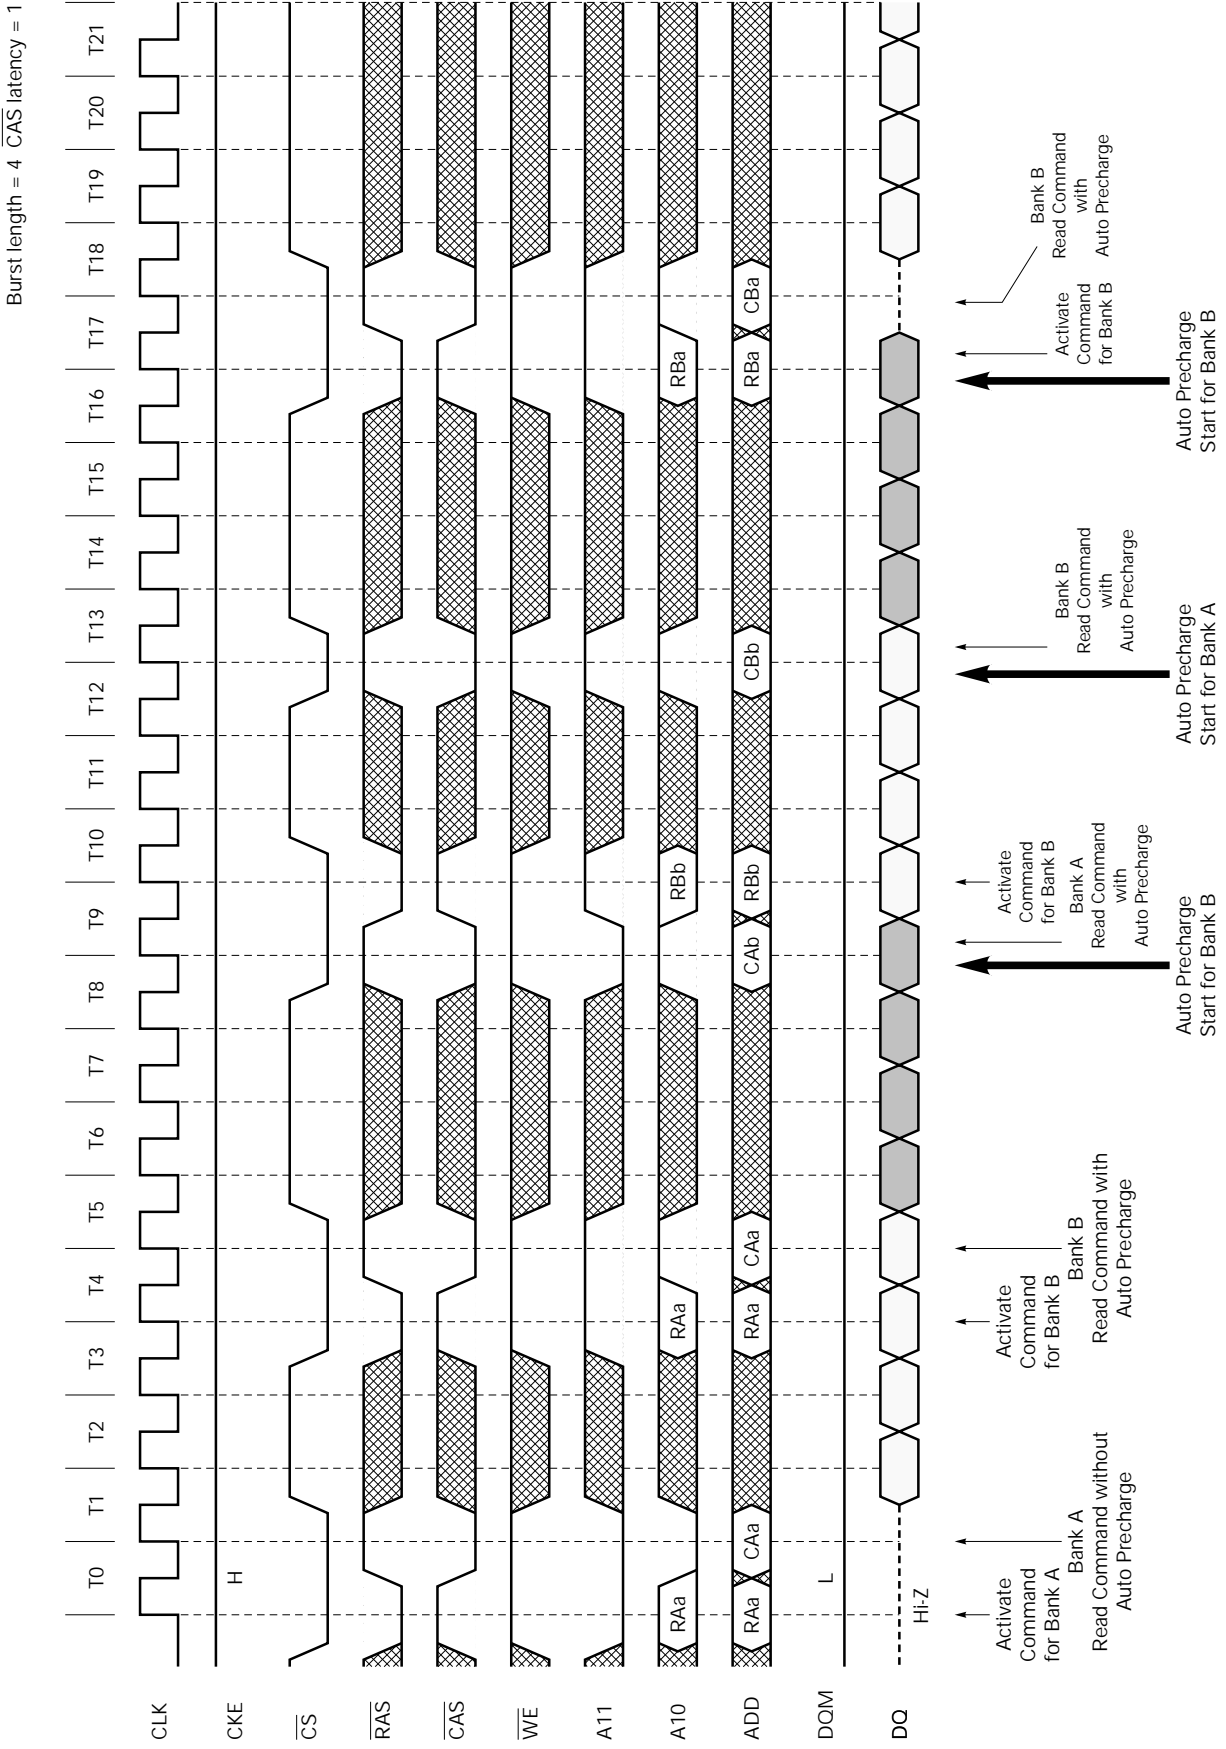 Burst length = 4 CAS latency = 1
T0 T1 T2 T3 T4 T5 T6 T7 T8 T9 T10 T11 T12 T13 T14 T15 T16 T17 T18 T19 T20 T21
CLK
CKE
H
CS
RAS
CAS
WE
A11
A10
RAa RAa RBb RBa
ADD
RAa CAa RAa CAa CAb RBb CBb RBa CBa
DQM
L
DQ
Hi-Z
Activate
Command
for Bank A
Bank A
Read Command without
Auto Precharge
Activate
Command
for Bank B
Bank B
Read Command with
Auto Precharge
Auto Precharge
Start for Bank B
Bank A
Read Command
with
Auto Precharge
Activate
Command
for Bank B
Auto Precharge
Start for Bank A
Bank B
Read Command
with
Auto Precharge
Auto Precharge
Start for Bank B
Activate
Command
for Bank B
Bank B
Read Command
with
Auto Precharge